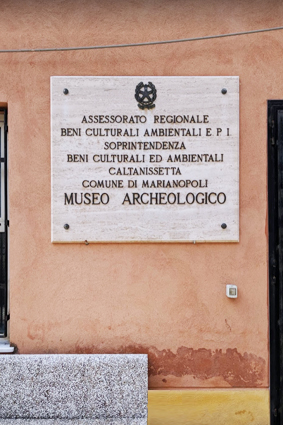 ASSESSORATO REGIONALE
BENI CULTURALI AMBIENTALI E P I
SOPRINTENDENZA
BENI CULTURALI ED AMBIENTALI
CALTANISSETTA
COMUNE DI MARIANOPOLI
MUSEO ARCHEOLOGICO